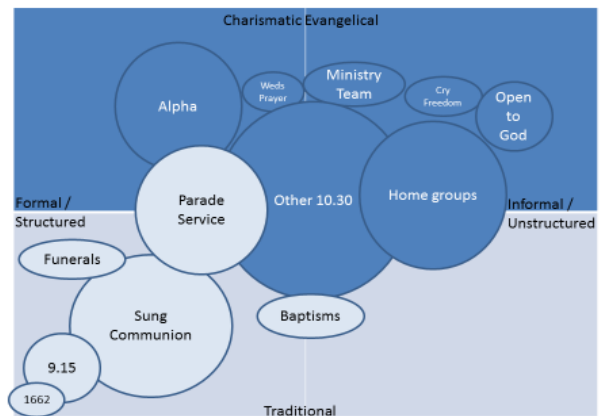 Charismatic Evangelical
Alpha
Weds
Prayer
Ministry
Team
Cry
Freedom
Open
to
God
Formal /
Structured
Parade
Service
Other 10.30
Home groups
Informal /
Unstructured
Funerals
Sung
Communion
Baptisms
9.15
1662
Traditional